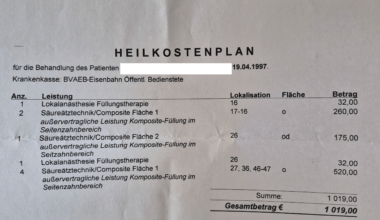 HEILKOSTENPLAN
für die Behandlung des Patienten 19.04.1997.
Krankenkasse: BVAEB-Eisenbahn Öffentl. Bedienstete
Anz. Leistung Lokalisation Fläche Betrag
1 Lokalanästhesie Füllungstherapie 16 32,00
2 Säureätztechnik/Composite Fläche 1 17-16 o 260,00
außervertragliche Leistung Komposite-Füllung im
Seitenzahnbereich
1 Säureätztechnik/Composite Fläche 2 26 od 175,00
außervertragliche Leistung Komposite-Füllung im
Seitzahnbereich
1 Lokalanästhesie Füllungstherapie 26 32,00
4 Säureätztechnik/Composite Fläche 1 27, 36, 46-47 o 520,00
außervertragliche Leistung Komposite-Füllung im
Seitenzahnbereich
Summe: 1 019,00
Gesamtbetrag € 1 019,00